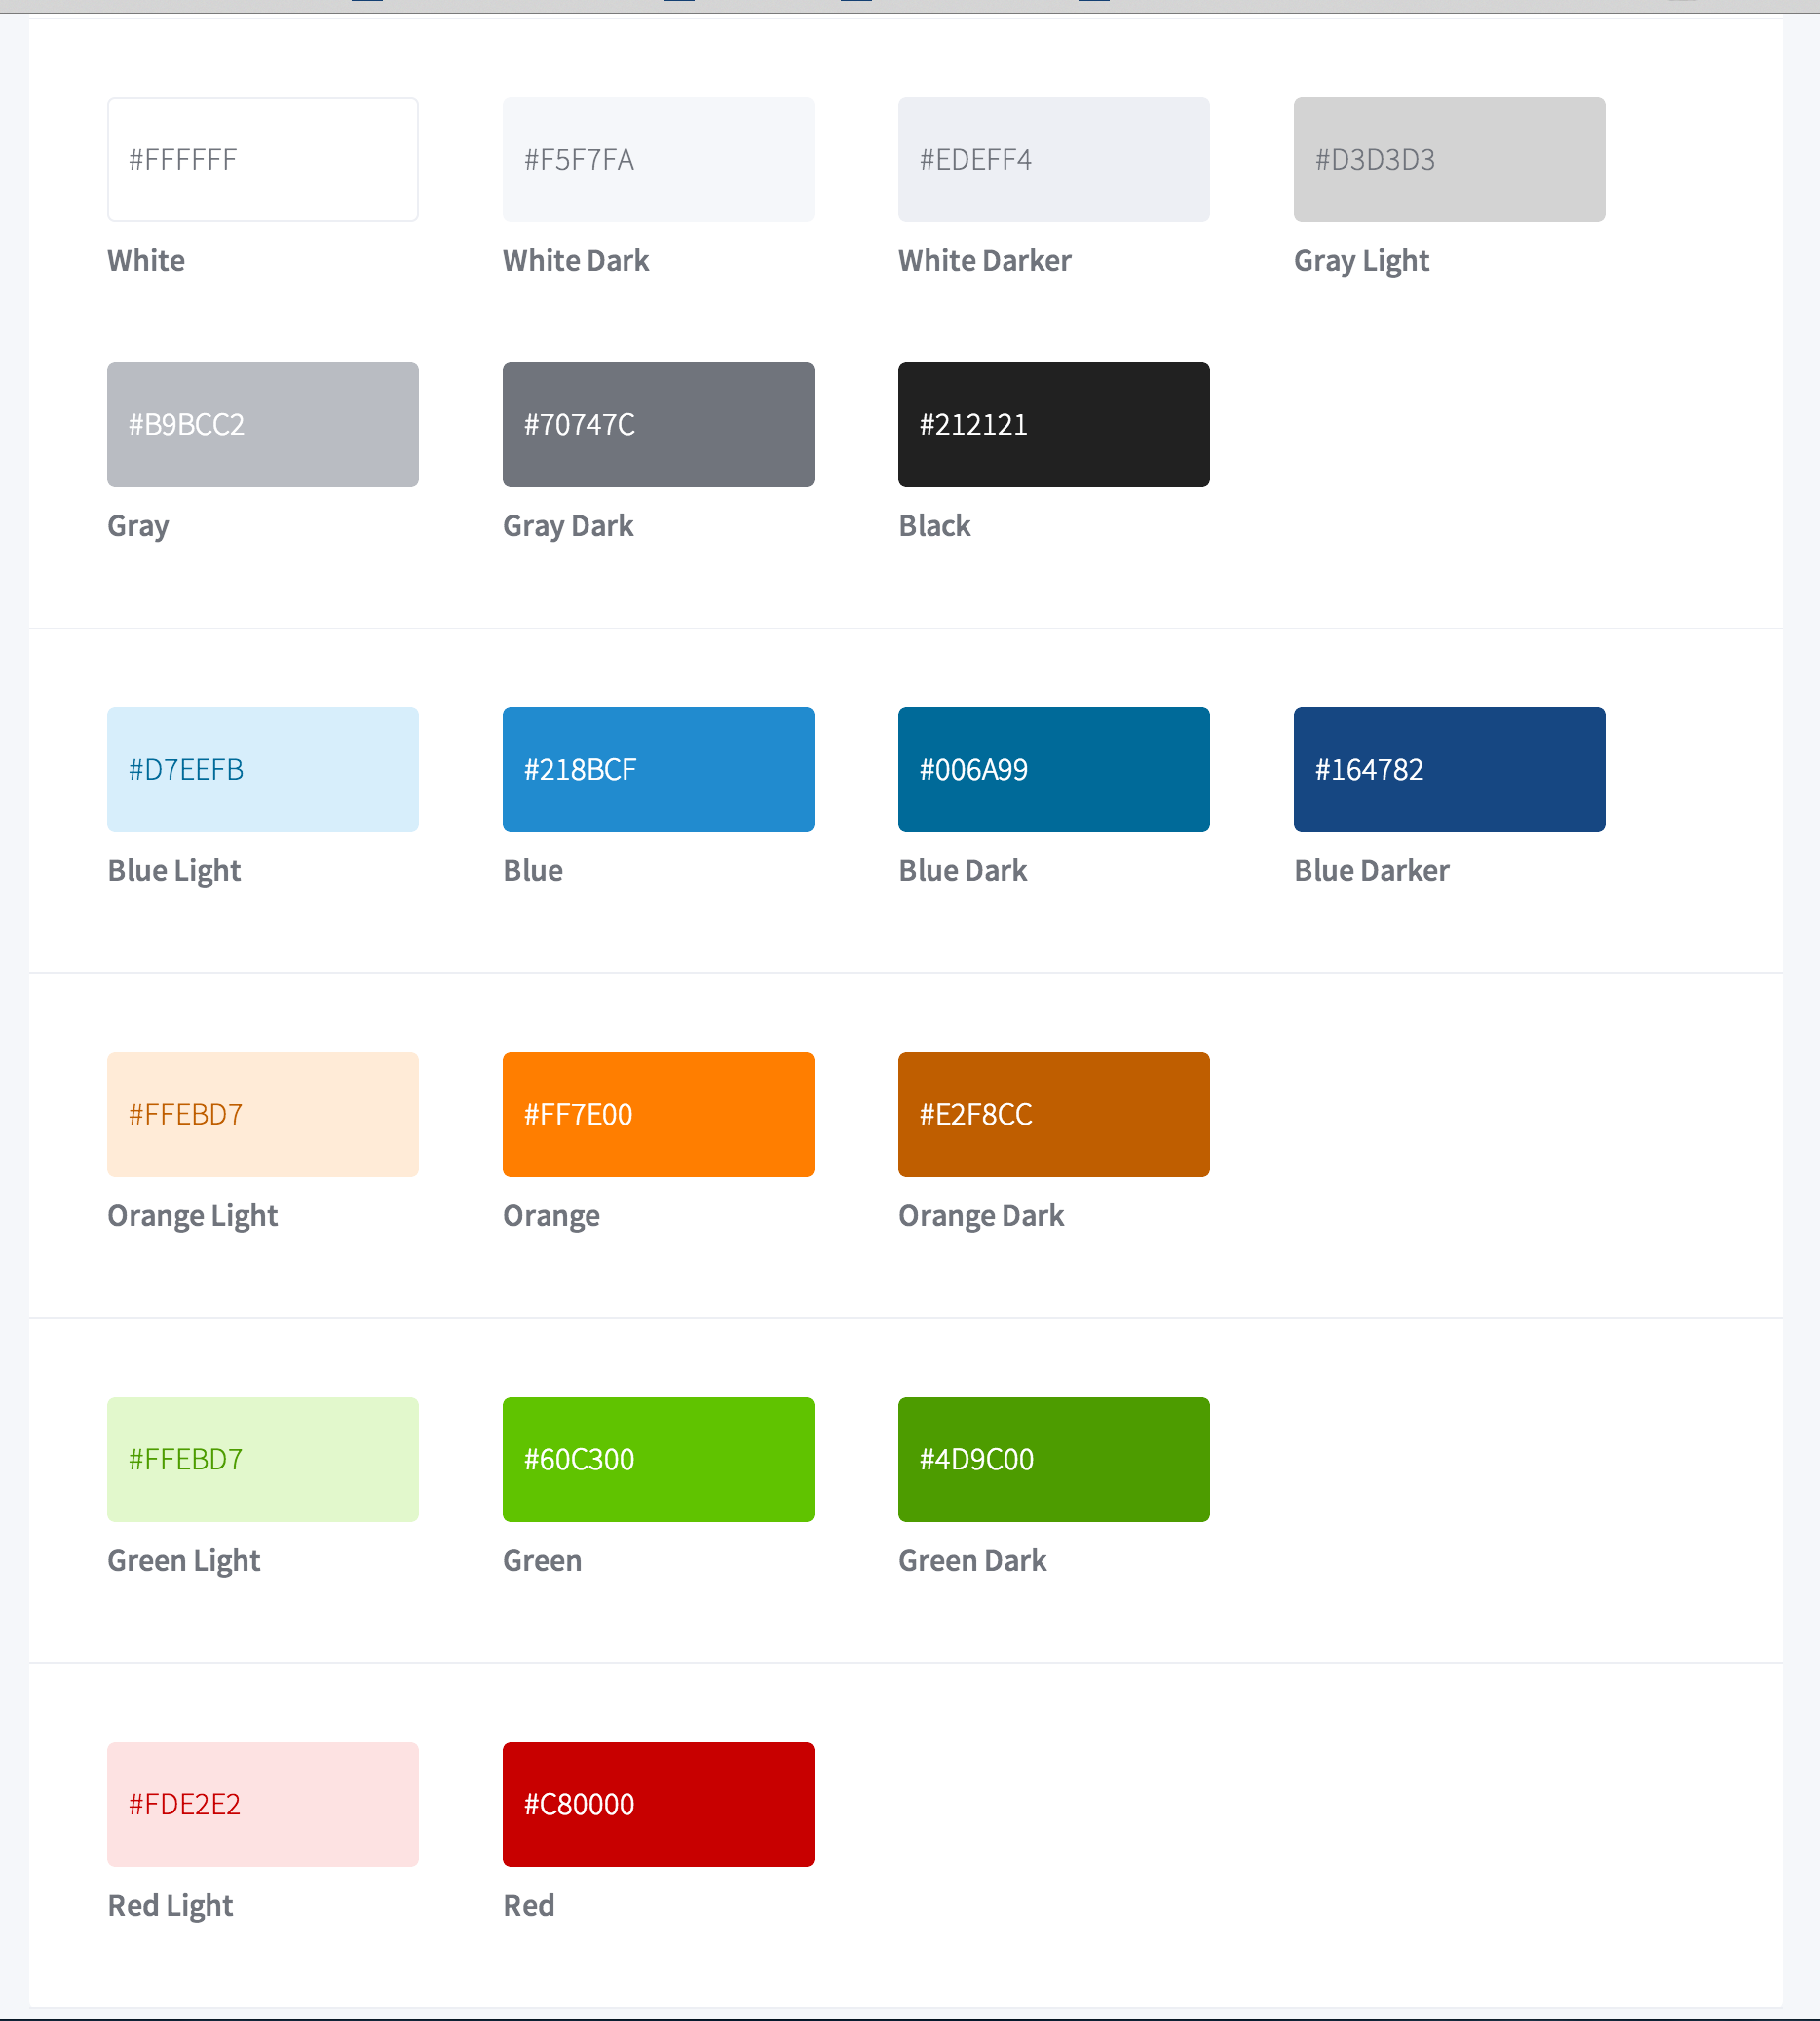 #FFFFFF
#F5F7FA
#EDEFF4
#D3D3D3
White
White Dark
White Darker
Gray Light
#B9BCC2
#70747C
#212121
Gray
Gray Dark
Black
#D7EEFB
#218BCF
#006A99
#164782
Blue Light
Blue
Blue Dark
Blue Darker
#FFEBD7
#FF7E00
#E2F8CC
Orange Light
Orange
Orange Dark
#FFEBD7
#60C300
#4D9C00
Green Light
Green
Green Dark
#FDE2E2
#C80000
Red Light
Red